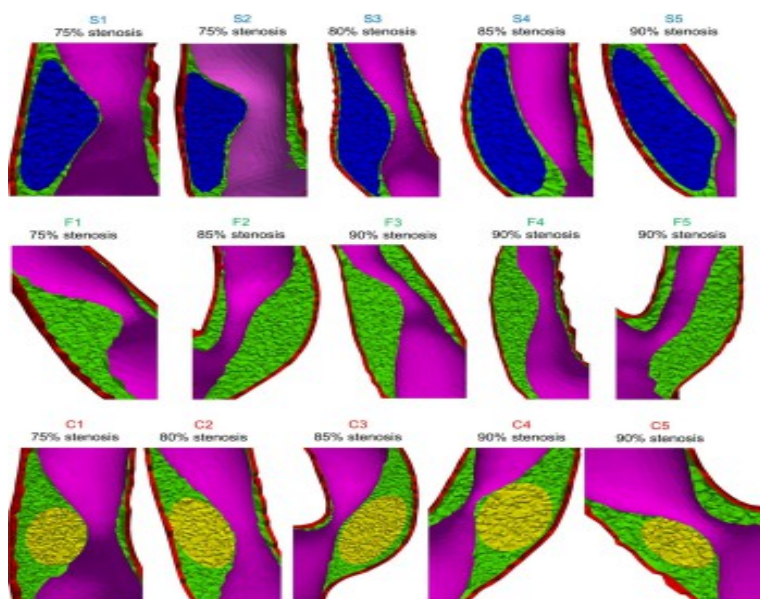 S1 S2 S3 S4 S5
75% stenosis 75% stenosis 80% stenosis 85% stenosis 90% stenosis
F1 F2 F3 F4 F5
75% stenosis 85% stenosis 90% stenosis 90% stenosis 90% stenosis
C1 C2 C3 C4 C5
75% stenosis 80% stenosis 85% stenosis 90% stenosis 90% stenosis